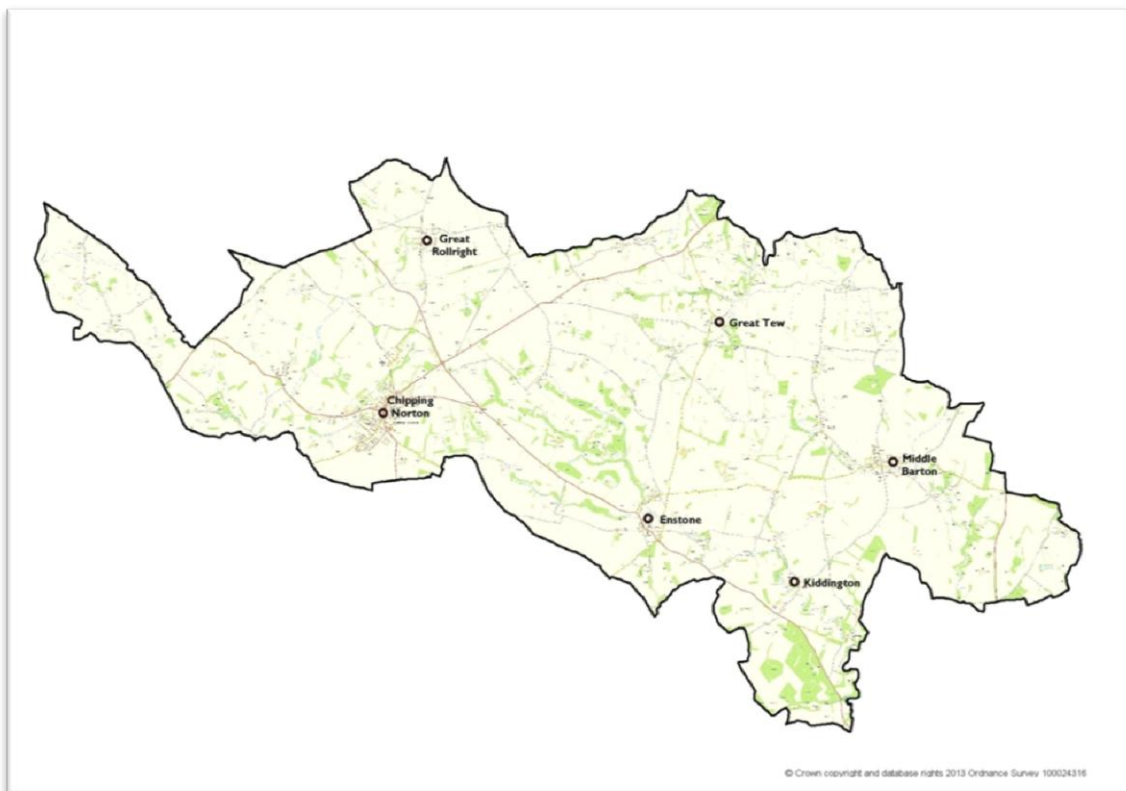 Great
Rollright
Great Tew
Chipping
Norton
Middle
Barton
Enstone
Kiddington
© Crown copyright and database rights 2013 Ordnance Survey 100024316